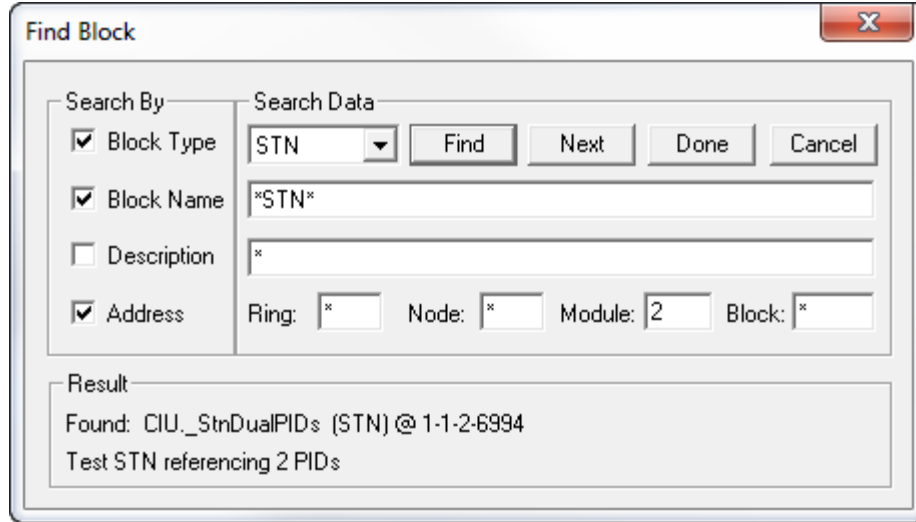 Find Block
Search By Search Data
Block Type STN Find Next Done Cancel
Block Name *STN*
Description *
Address Ring: * Node: * Module: 2 Block: *
Result
Found: CIU._StnDualPIDs (STN) @ 1-1-2-6994
Test STN referencing 2 PIDs